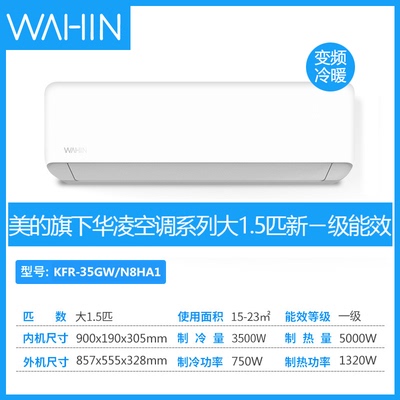 WAHIN
变频
冷暖
WAHIN
美的旗下华凌空调系列大1.5匹新一级能效
型号: KFR-35GW/N8HA1
匹 数 大1.5匹 使用面积 15-23㎡ 能效等级 一级
内机尺寸 900x190x305mm 制 冷 量 3500W 制 热 量 5000W
外机尺寸 857x555x328mm 制冷功率 750W 制热功率 1320W